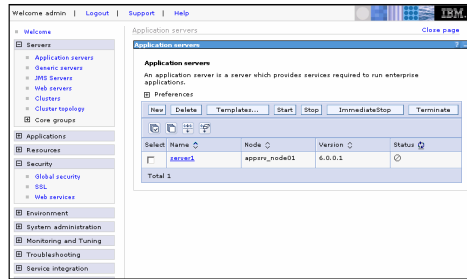 Welcome admin | Logout | Support | Help
IBM.
Welcome
Servers
Application servers
Generic servers
JMS Servers
Web servers
Clusters
Cluster topology
Core groups
Applications
Resources
Security
Global security
SSL
Web services
Environment
System administration
Monitoring and Tuning
Troubleshooting
Service integration
Application servers
Close page
Application servers
? -
Application servers
An application server is a server which provides services required to run enterprise
applications.
Preferences
New Delete Templates... Start Stop ImmediateStop Terminate
Select Name Node Version Status
server1 appsrv_node01 6.0.0.1
Total 1